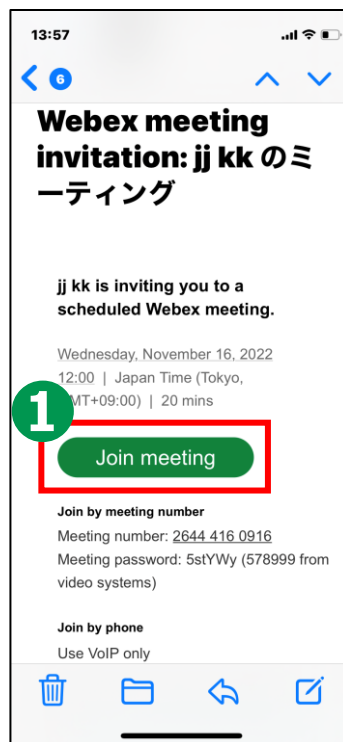 13:57
6
Webex meeting
invitation: jj kk のミ
ーティング
jj kk is inviting you to a
scheduled Webex meeting.
Wednesday, November 16, 2022
12:00 | Japan Time (Tokyo,
MT+09:00) | 20 mins
1
Join meeting
Join by meeting number
Meeting number: 2644 416 0916
Meeting password: 5stYWy (578999 from
video systems)
Join by phone
Use VoIP only